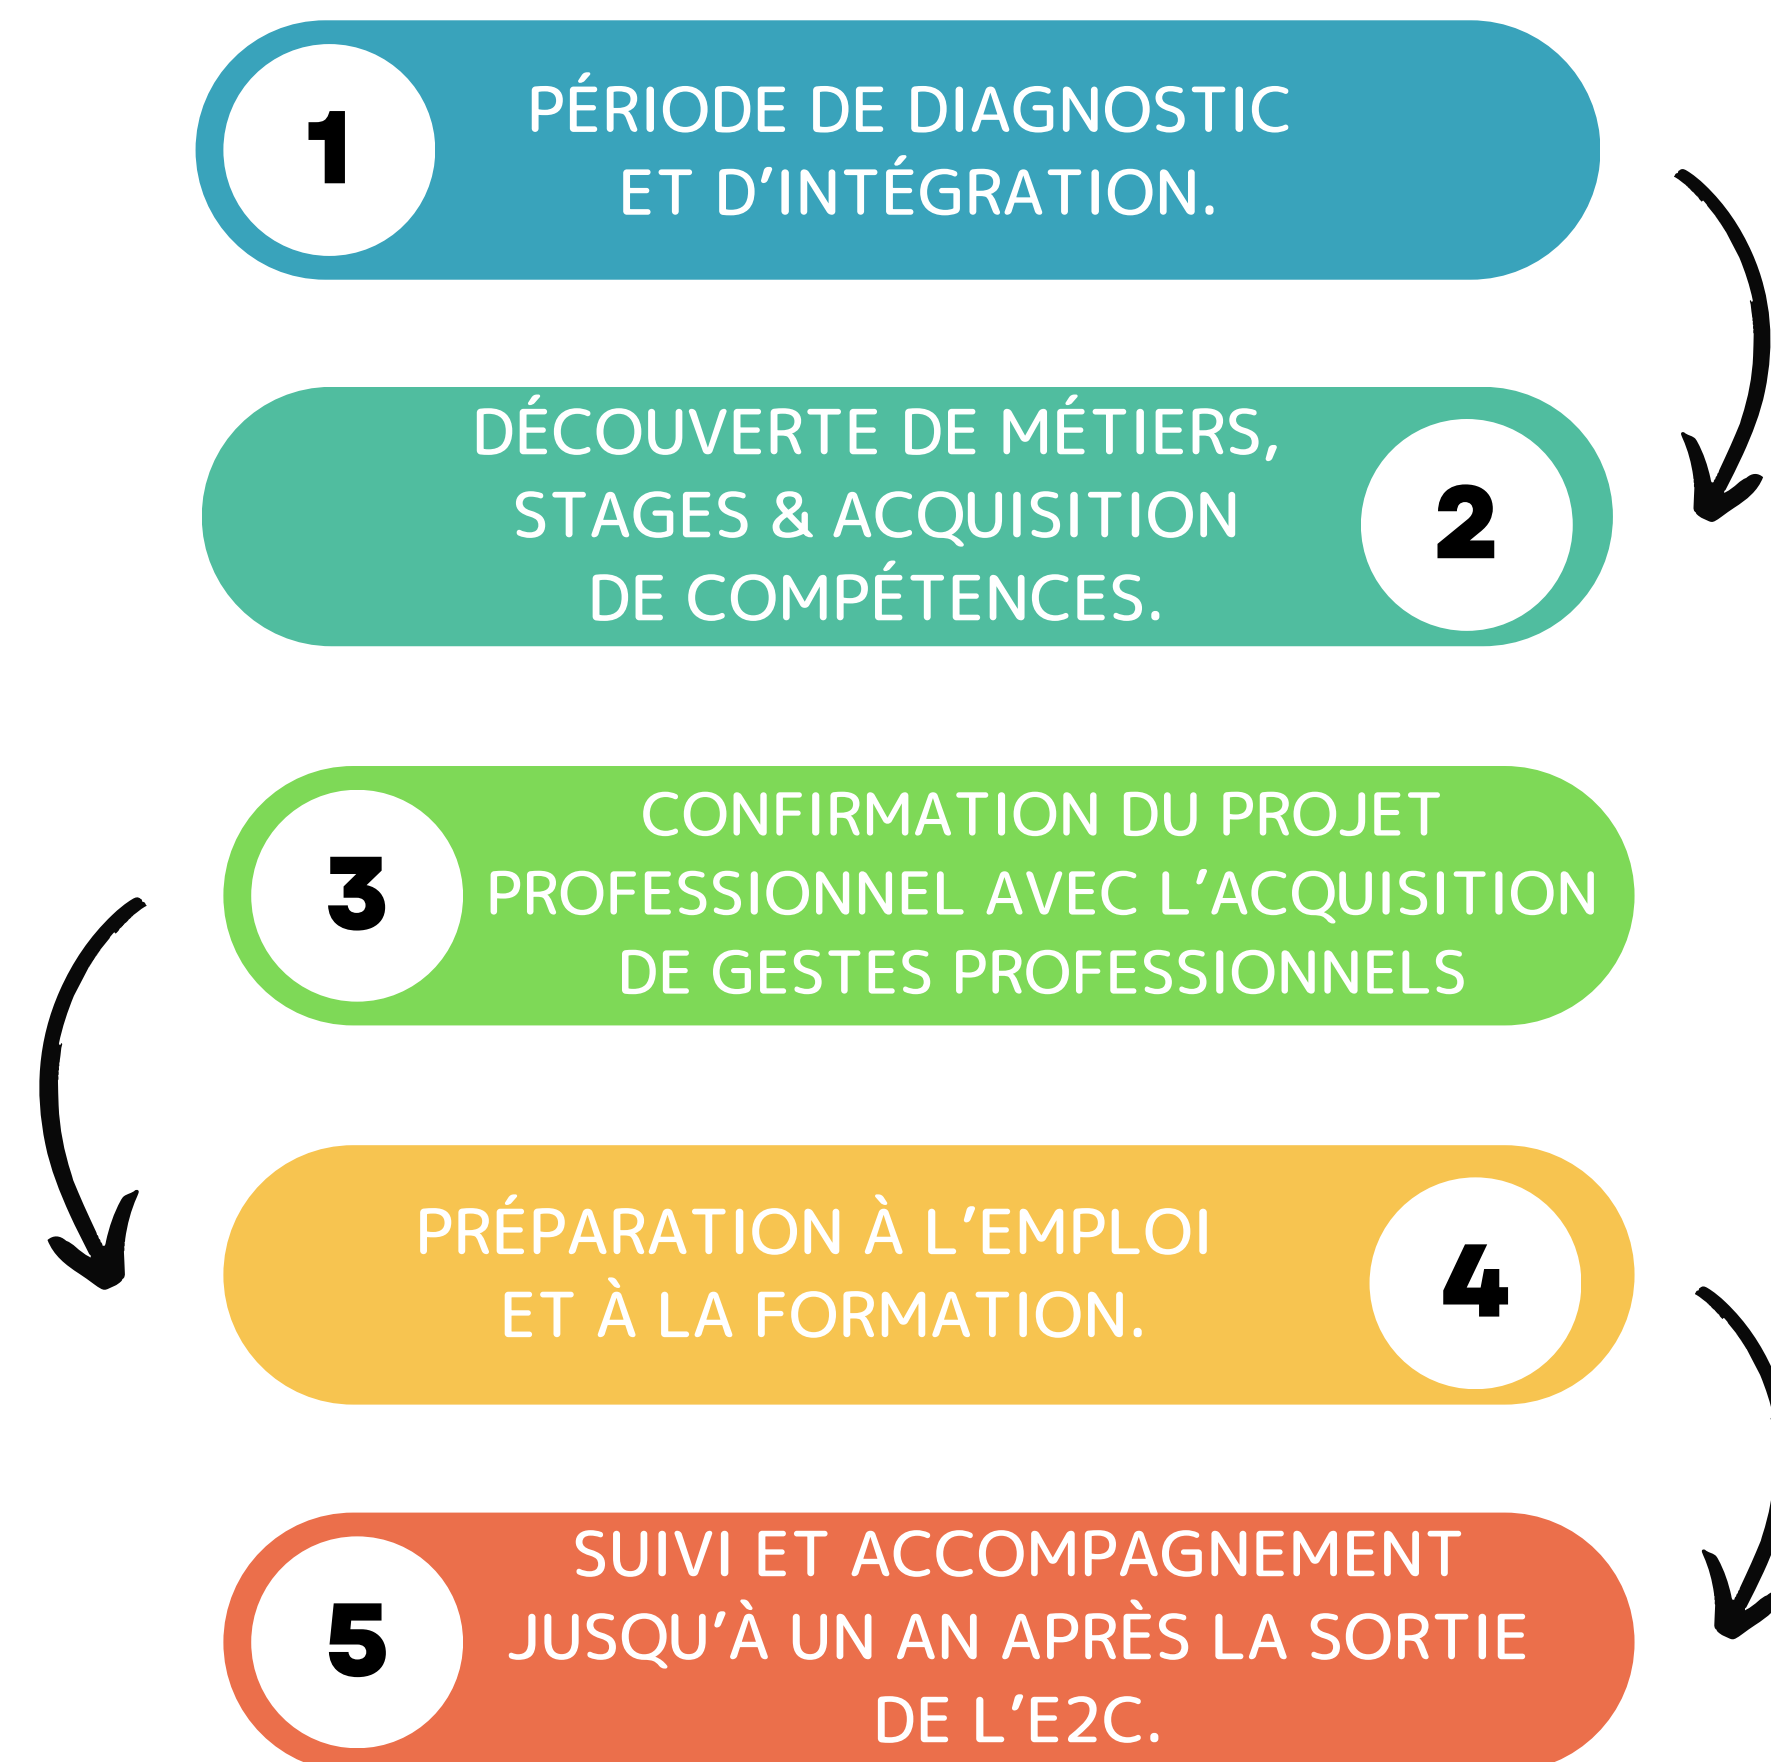 1
PÉRIODE DE DIAGNOSTIC
ET D’INTÉGRATION.
DÉCOUVERTE DE MÉTIERS,
STAGES & ACQUISITION
DE COMPÉTENCES.
2
3
CONFIRMATION DU PROJET
PROFESSIONNEL AVEC L’ACQUISITION
DE GESTES PROFESSIONNELS
PRÉPARATION À L’EMPLOI
ET À LA FORMATION.
4
5
SUIVI ET ACCOMPAGNEMENT
JUSQU’À UN AN APRÈS LA SORTIE
DE L’E2C.